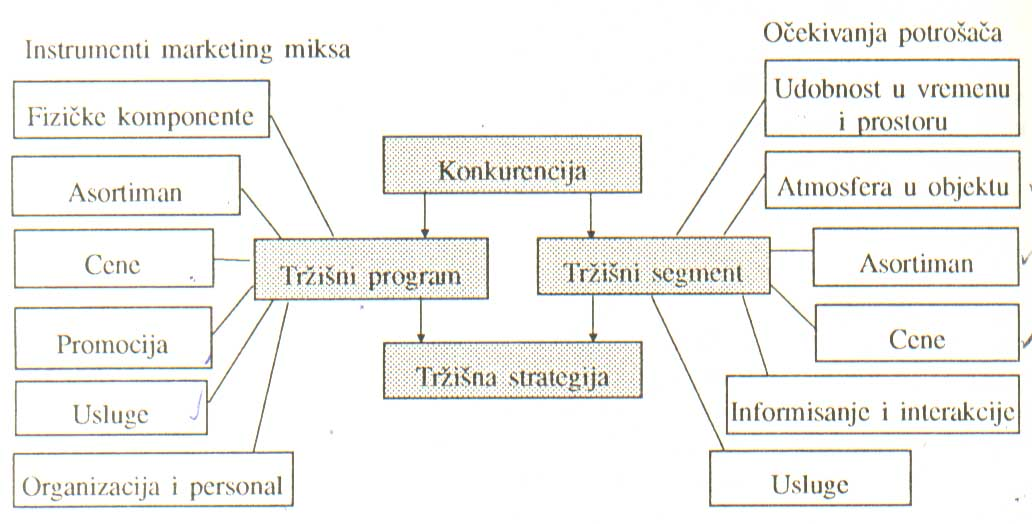 Instrumenti marketing miksa
Fizičke komponente
Asortiman
Cene
Promocija
Usluge
Organizacija i personal
Konkurencija
Tržišni program
Tržišni segment
Tržišna strategija
Očekivanja potrošača
Udobnost u vremenu
i prostoru
Atmosfera u objektu
Asortiman
Cene
Informisanje i interakcije
Usluge